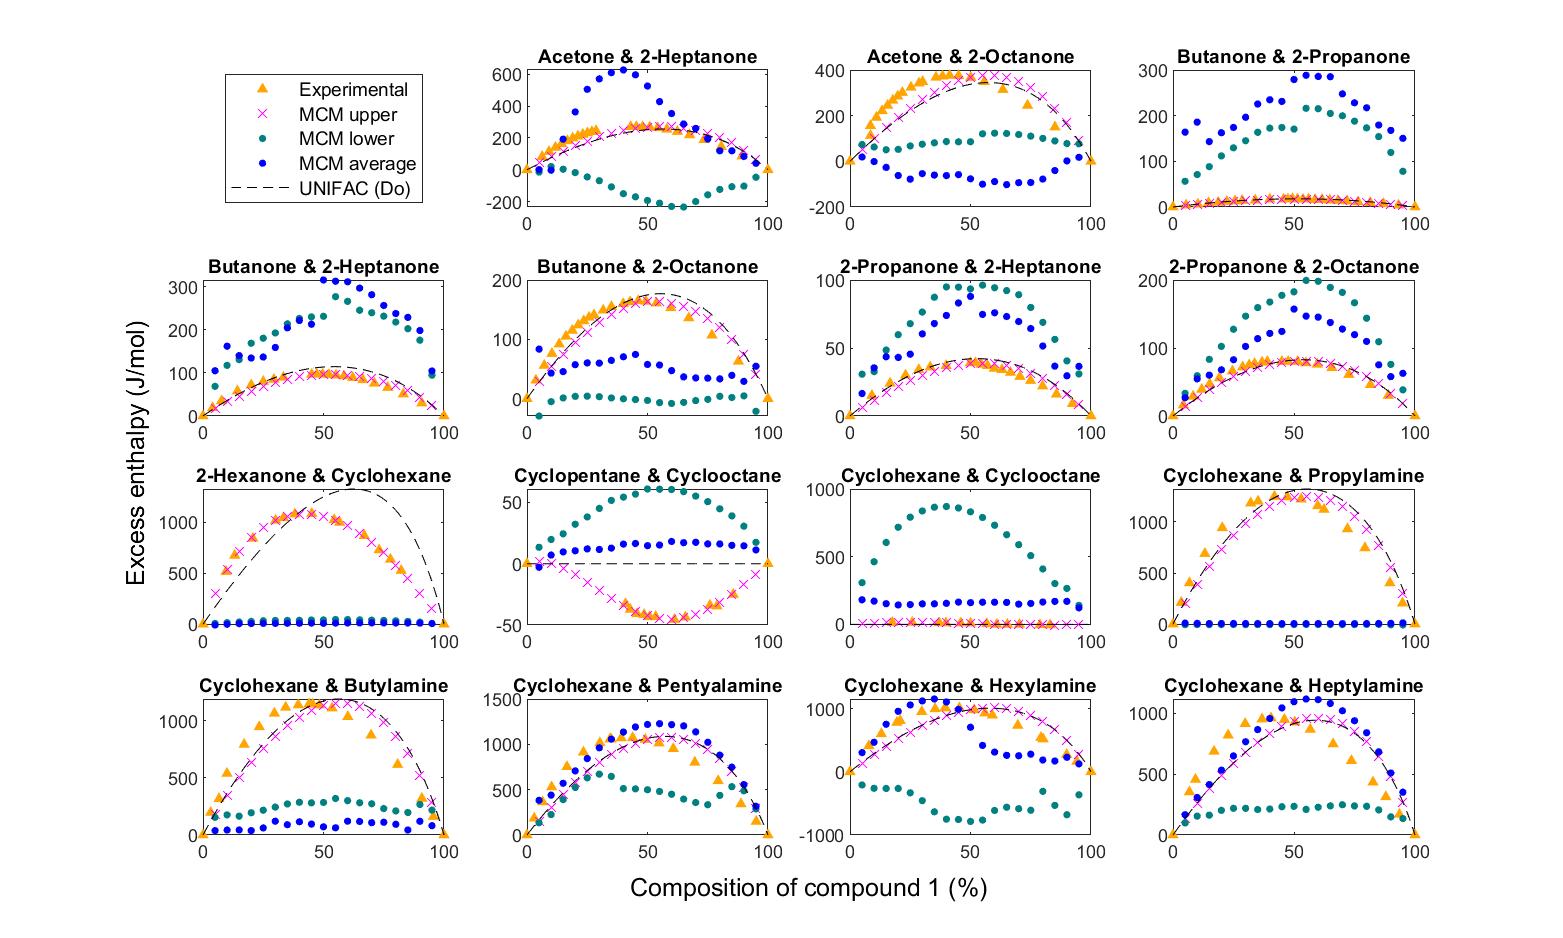 Acetone & 2-Heptanone
Acetone & 2-Octanone
Butanone & 2-Propanone
Experimental
MCM upper
MCM lower
MCM average
UNIFAC (Do)
600
400
200
0
-200
0 50 100
400
200
0
-200
0 50 100
300
200
100
0
0 50 100
Butanone & 2-Heptanone
Butanone & 2-Octanone
2-Propanone & 2-Heptanone
2-Propanone & 2-Octanone
300
200
100
0
0 50 100
200
100
0
0 50 100
100
50
0
0 50 100
200
100
0
0 50 100
Excess enthalpy (J/mol)
2-Hexanone & Cyclohexane
Cyclopentane & Cyclooctane
Cyclohexane & Cyclooctane
Cyclohexane & Propylamine
1000
500
0
0 50 100
50
0
-50
0 50 100
1000
500
0
0 50 100
1000
500
0
0 50 100
Cyclohexane & Butylamine
Cyclohexane & Pentyalamine
Cyclohexane & Hexylamine
Cyclohexane & Heptylamine
1000
500
0
0 50 100
1500
1000
500
0
0 50 100
1000
0
-1000
0 50 100
1000
500
0
0 50 100
Composition of compound 1 (%)